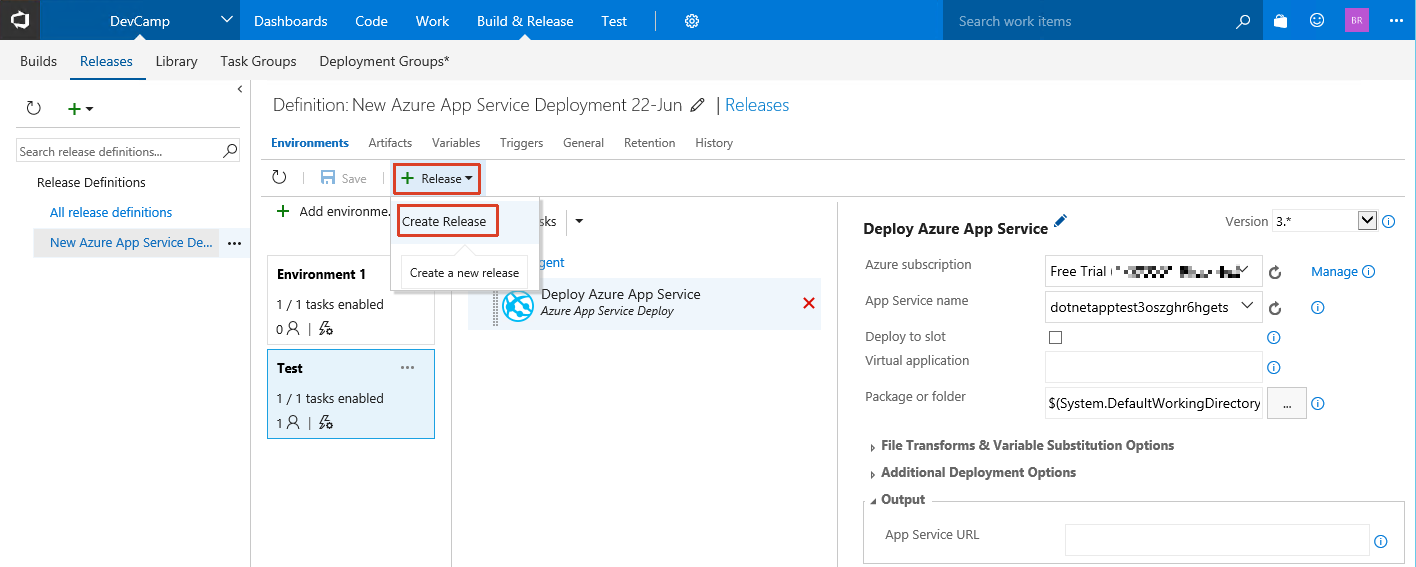 DevCamp Dashboards Code Work Build & Release Test Search work items BR
Builds Releases Library Task Groups Deployment Groups*
Definition: New Azure App Service Deployment 22-Jun | Releases
Search release definitions...
Release Definitions
All release definitions
New Azure App Service De...
Environments Artifacts Variables Triggers General Retention History
Save Release
Add environme.
Create Release
Create a new release
Environment 1
1 / 1 tasks enabled
0
Test
1 / 1 tasks enabled
1
Deploy Azure App Service
Azure App Service Deploy
Deploy Azure App Service
Version 3.*
Azure subscription Free Trial ( Manage
App Service name dotnetapptest3oszghr6hgets
Deploy to slot
Virtual application
Package or folder $(System.DefaultWorkingDirectory ...
File Transforms & Variable Substitution Options
Additional Deployment Options
Output
App Service URL